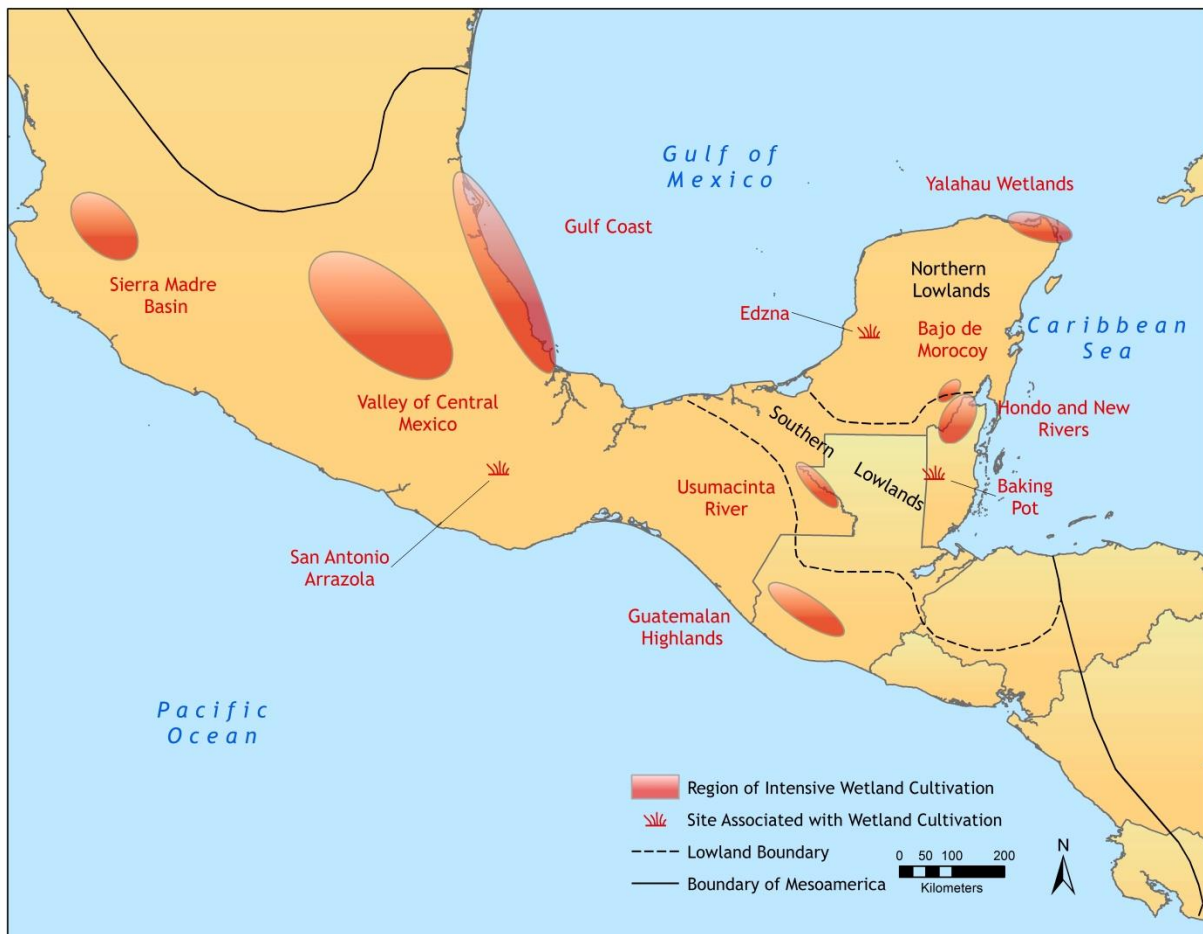 Gulf of
Mexico
Yalahau Wetlands
Gulf Coast
Sierra Madre
Basin
Northern
Lowlands
Edzna
Bajo de
Morocoy
Caribbean
Sea
Valley of Central
Mexico
Hondo and New
Rivers
Southern
Lowlands
Usumacinta
River
Baking
Pot
San Antonio
Arrazola
Guatemalan
Highlands
Pacific
Ocean
Region of Intensive Wetland Cultivation
Site Associated with Wetland Cultivation
Lowland Boundary
Boundary of Mesoamerica
0 50 100 200
Kilometers
N